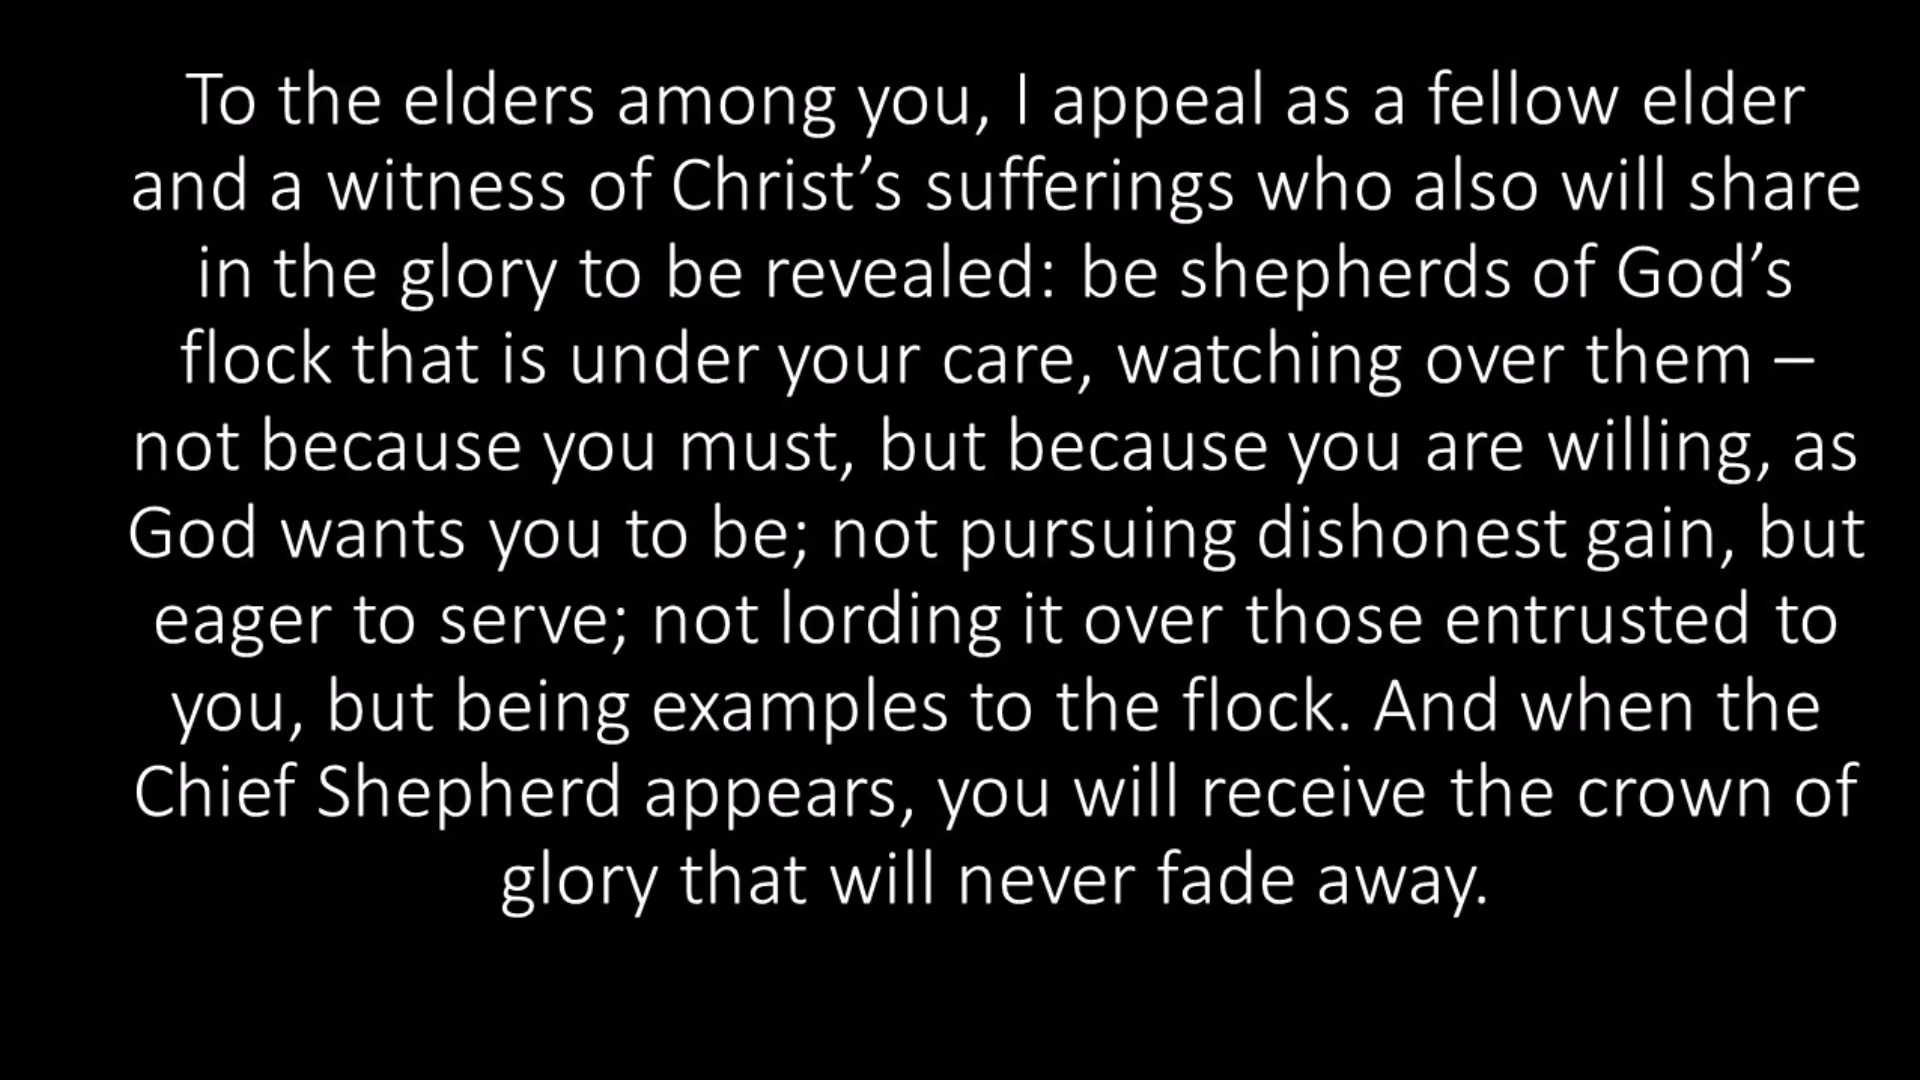 To the elders among you, I appeal as a fellow elder
and a witness of Christ’s sufferings who also will share
in the glory to be revealed: be shepherds of God’s
flock that is under your care, watching over them –
not because you must, but because you are willing, as
God wants you to be; not pursuing dishonest gain, but
eager to serve; not lording it over those entrusted to
you, but being examples to the flock. And when the
Chief Shepherd appears, you will receive the crown of
glory that will never fade away.